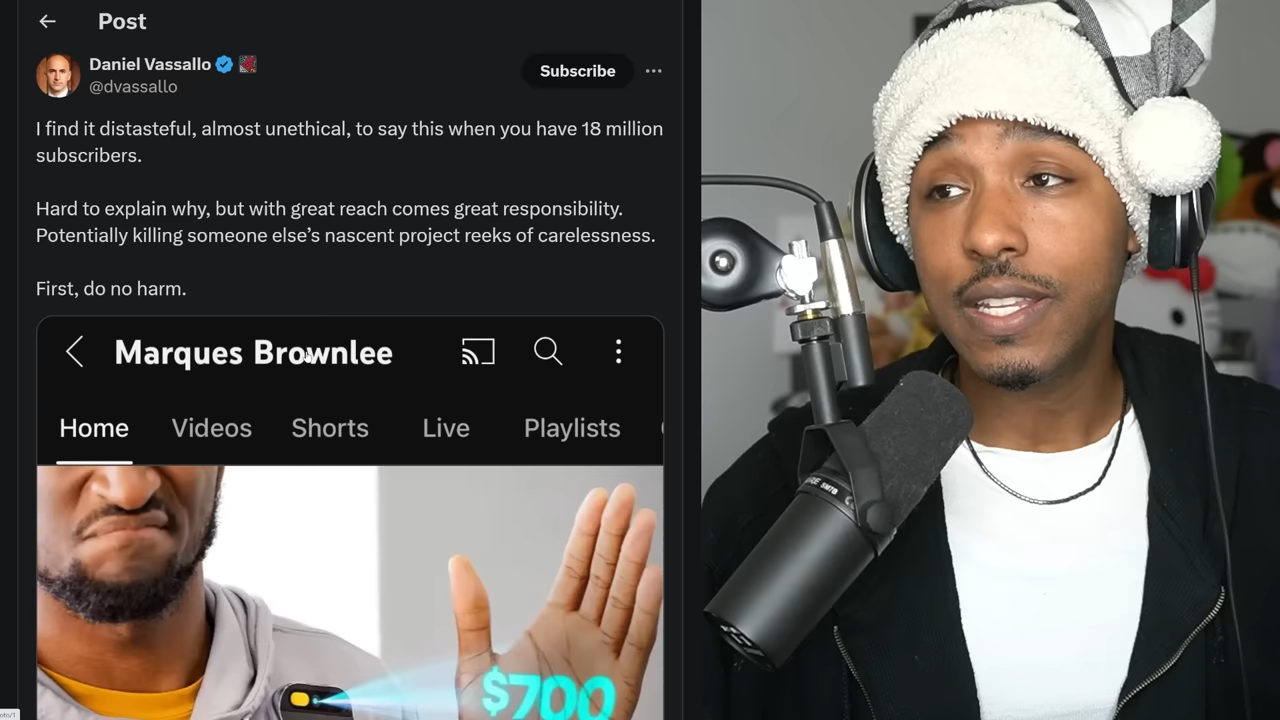 Post
Daniel Vassallo
@dvassallo
Subscribe
I find it distasteful, almost unethical, to say this when you have 18 million
subscribers.
Hard to explain why, but with great reach comes great responsibility.
Potentially killing someone else’s nascent project reeks of carelessness.
First, do no harm.
Marques Brownlee
Home Videos Shorts Live Playlists
$700
SM7B